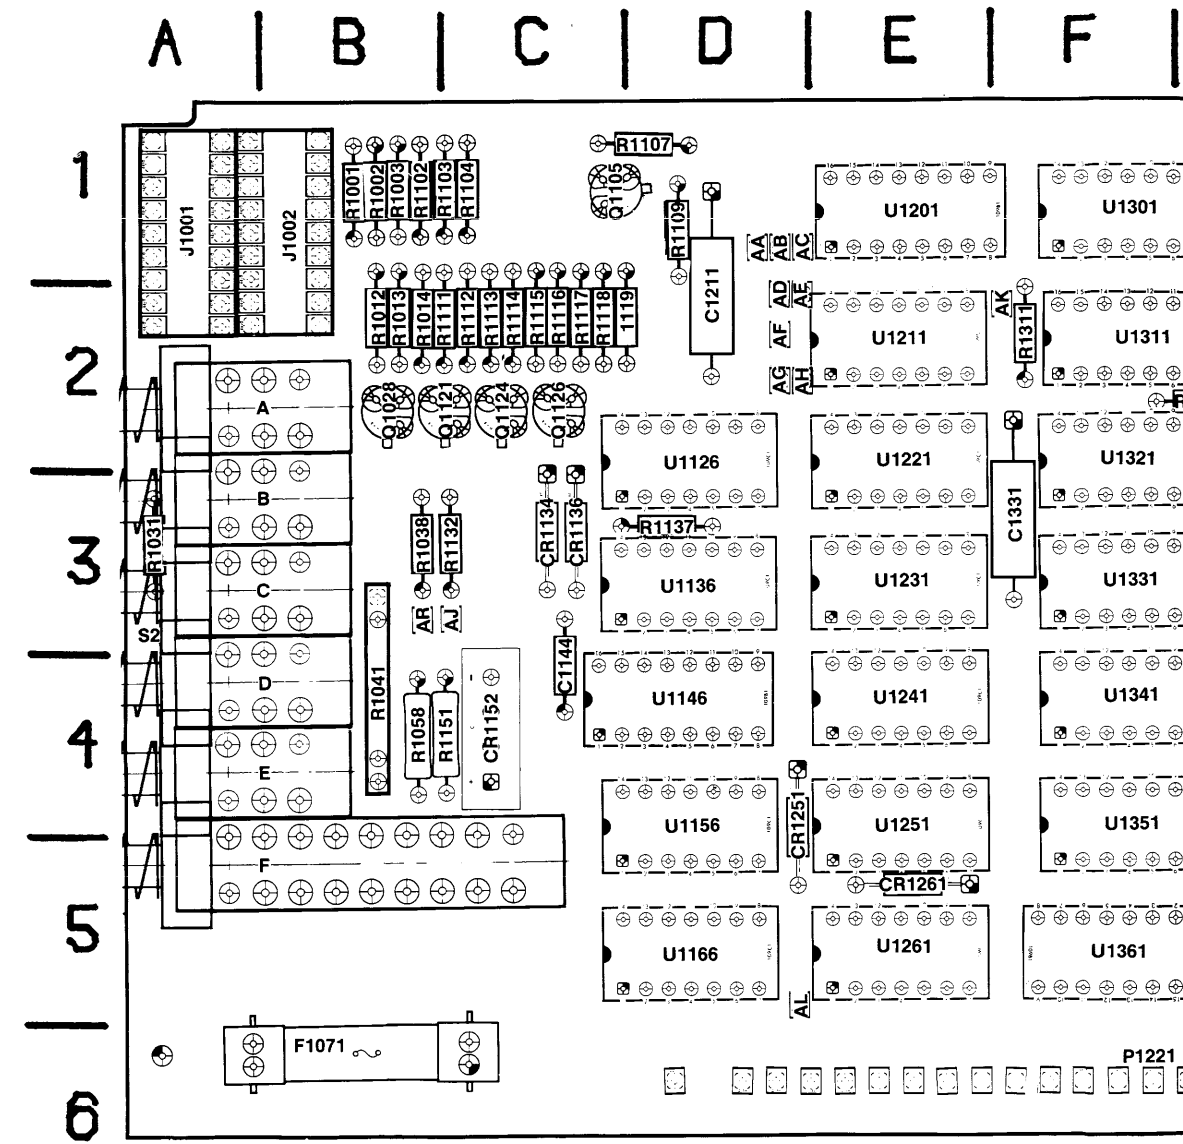 A B C D E F
1
J1001 J1002 R1001 R1002 R1003 R1102 R1103 R1104
R1107
Q1105 R1109 C1211
U1201 U1301
AA AB AC
AD AE
AF
AG AH
AK R1311
U1211 U1311
2
R1012 R1013 R1014 R1111 R1112 R1113 R1114 R1115 R1116 R1117 R1118 1119
Q1028 Q1121 Q1124 Q1126
A
U1126 U1221 U1321
B
C1331
3
R1031 R1038 R1132 CR1134 CR1136
R1137
U1136 U1231 U1331
C
AR AJ
S2
C1144
D
R1041 R1058 R1151 CR1152
U1146 U1241 U1341
4
E
U1156 CR1251 U1251 U1351
F
CR1261
5
U1166 U1261 U1361
AL
F1071
P1221
6